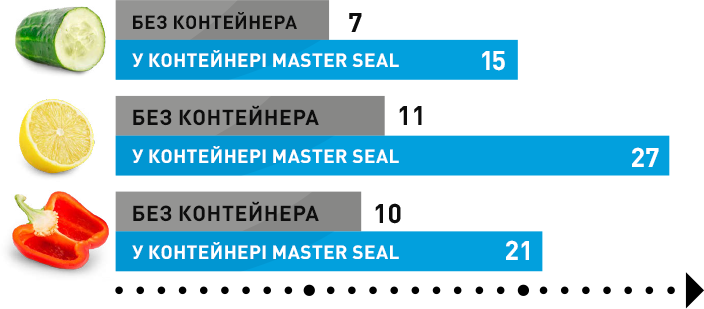 БЕЗ КОНТЕЙНЕРА 7
У КОНТЕЙНЕРІ MASTER SEAL 15
БЕЗ КОНТЕЙНЕРА 11
У КОНТЕЙНЕРІ MASTER SEAL 27
БЕЗ КОНТЕЙНЕРА 10
У КОНТЕЙНЕРІ MASTER SEAL 21